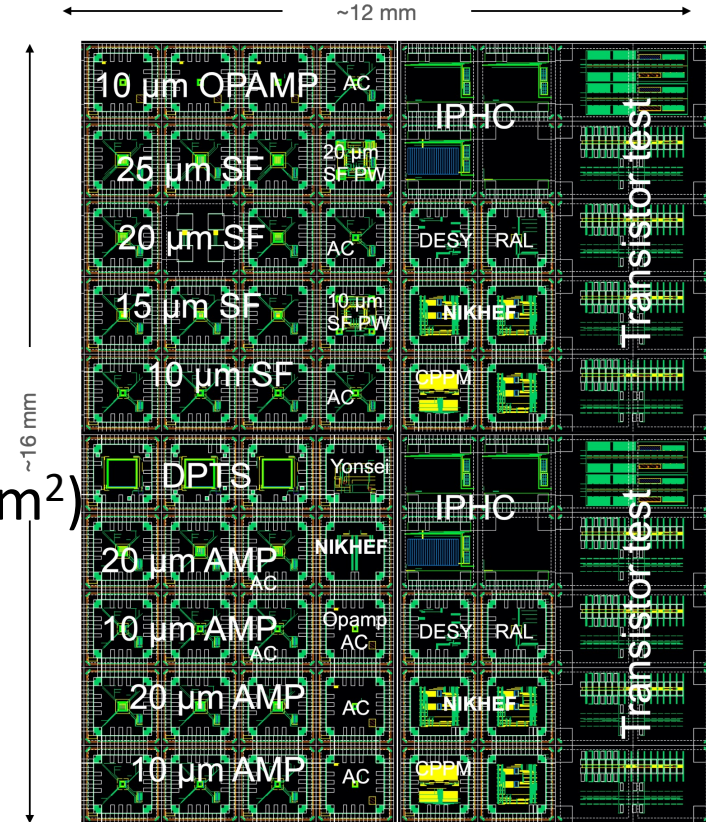 ~12 mm
~16 mm
m²)
10 µm OPAMP
AC
25 µm SF
20 µm
SF PW
20 µm SF
AC
15 µm SF
10 µm
SF PW
10 µm SF
AC
IPHC
DESY
RAL
NIKHEF
CPPM
Transistor test
DPTS
Yonsei
20 µm AMP
AC
NIKHEF
10 µm AMP
AC
Opamp
AC
20 µm AMP
AC
10 µm AMP
AC
IPHC
DESY
RAL
NIKHEF
CPPM
Transistor test